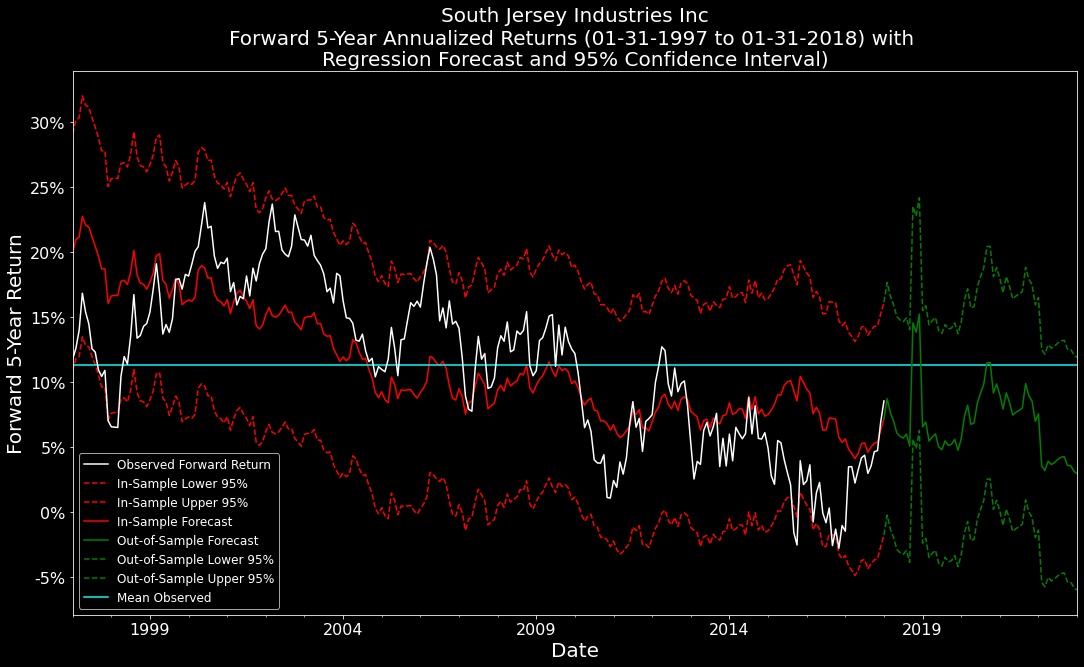 South Jersey Industries Inc
Forward 5-Year Annualized Returns (01-31-1997 to 01-31-2018) with
Regression Forecast and 95% Confidence Interval)
Forward 5-Year Return
30%
25%
20%
15%
10%
5%
0%
-5%
Observed Forward Return
In-Sample Lower 95%
In-Sample Upper 95%
In-Sample Forecast
Out-of-Sample Forecast
Out-of-Sample Lower 95%
Out-of-Sample Upper 95%
Mean Observed
1999
2004
2009
2014
2019
Date